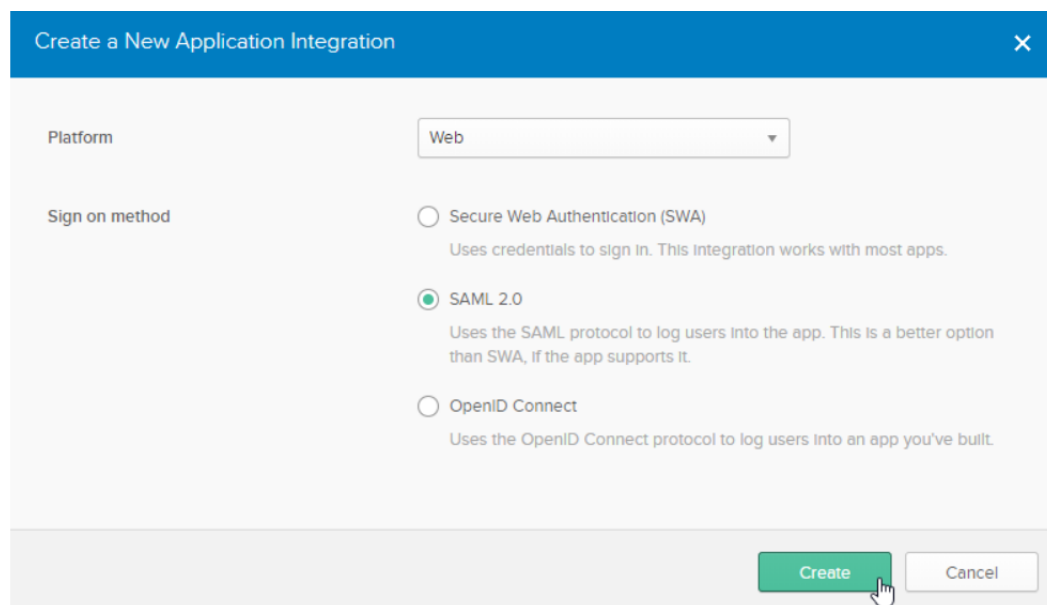 Create a New Application Integration
Platform
Web
Sign on method
Secure Web Authentication (SWA)
Uses credentials to sign in. This integration works with most apps.
SAML 2.0
Uses the SAML protocol to log users into the app. This is a better option
than SWA, if the app supports it.
OpenID Connect
Uses the OpenID Connect protocol to log users into an app you've built.
Create
Cancel